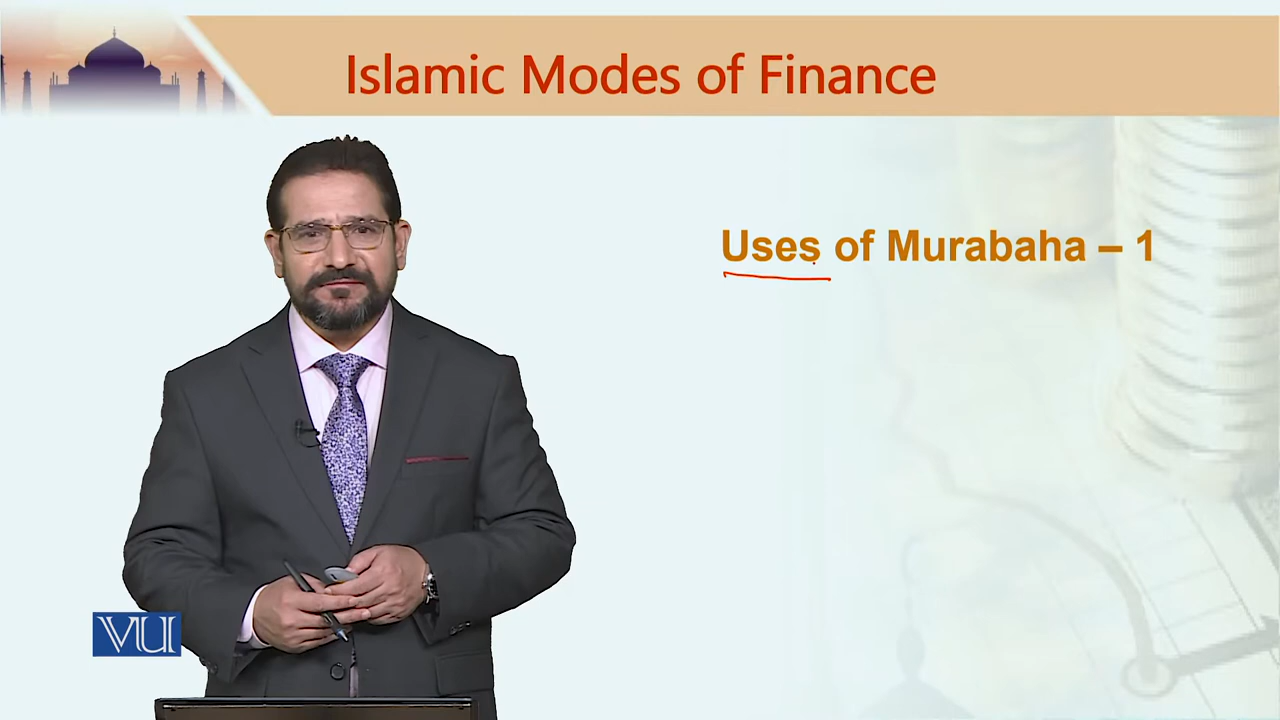 Islamic Modes of Finance
Uses of Murabaha – 1
VU